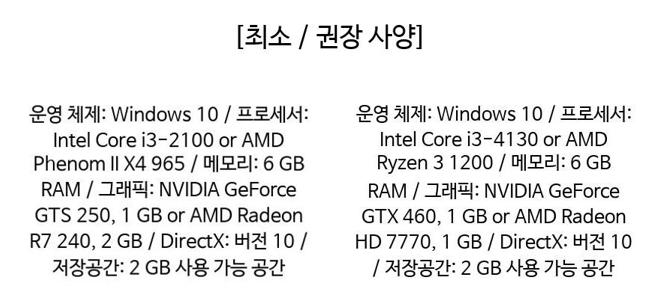 [최소 / 권장 사양]
운영 체제: Windows 10 / 프로세서:
Intel Core i3-2100 or AMD
Phenom II X4 965 / 메모리: 6 GB
RAM / 그래픽: NVIDIA GeForce
GTS 250, 1 GB or AMD Radeon
R7 240, 2 GB / DirectX: 버전 10 /
저장공간: 2 GB 사용 가능 공간
운영 체제: Windows 10 / 프로세서:
Intel Core i3-4130 or AMD
Ryzen 3 1200 / 메모리: 6 GB
RAM / 그래픽: NVIDIA GeForce
GTX 460, 1 GB or AMD Radeon
HD 7770, 1 GB / DirectX: 버전 10
/ 저장공간: 2 GB 사용 가능 공간